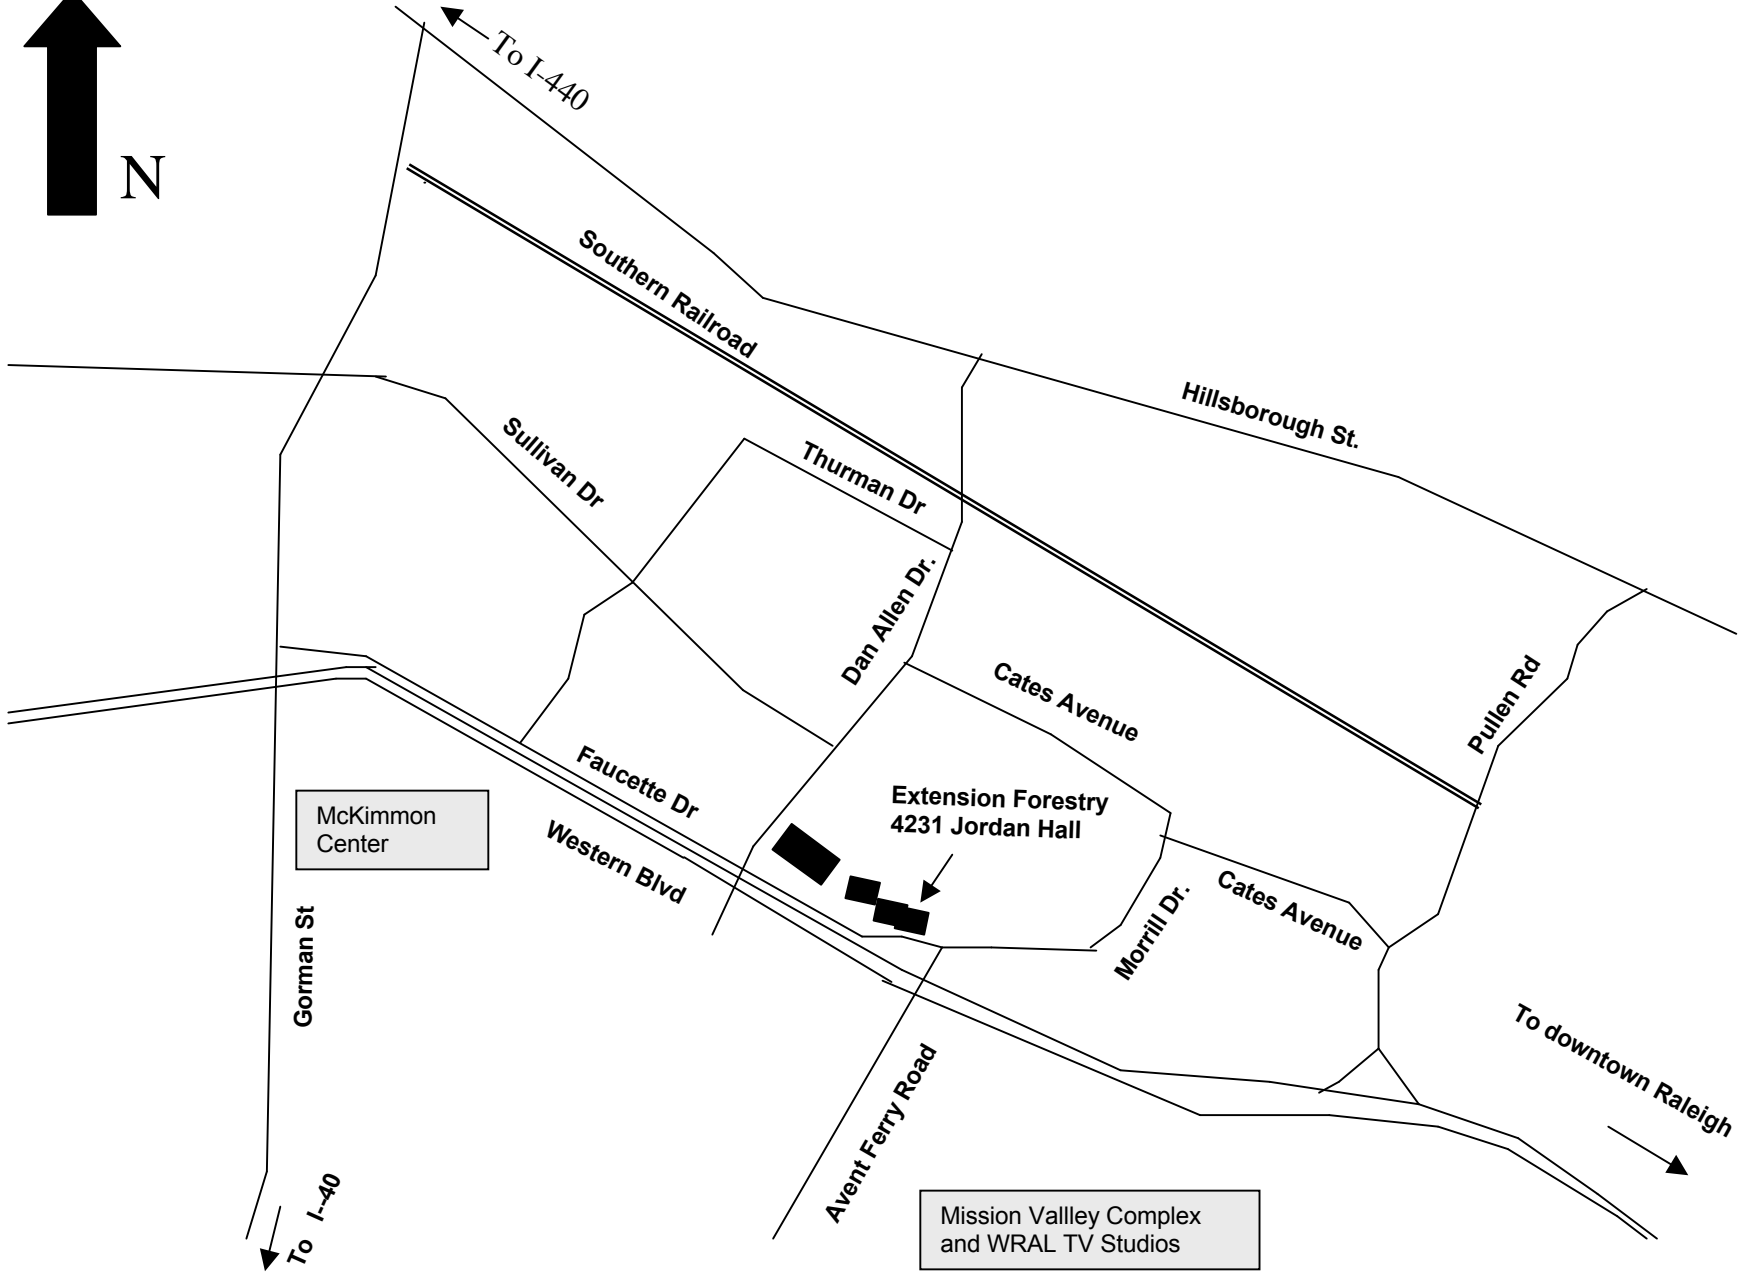 To I-440
N
Southern Railroad
Hillsborough St.
Sullivan Dr
Thurman Dr
Dan Allen Dr.
Cates Avenue
Pullen Rd
Faucette Dr
Extension Forestry
4231 Jordan Hall
McKimmon
Center
Western Blvd
Cates Avenue
Morrill Dr.
Gorman St
To downtown Raleigh
Avent Ferry Road
To I--40
Mission Vallley Complex
and WRAL TV Studios